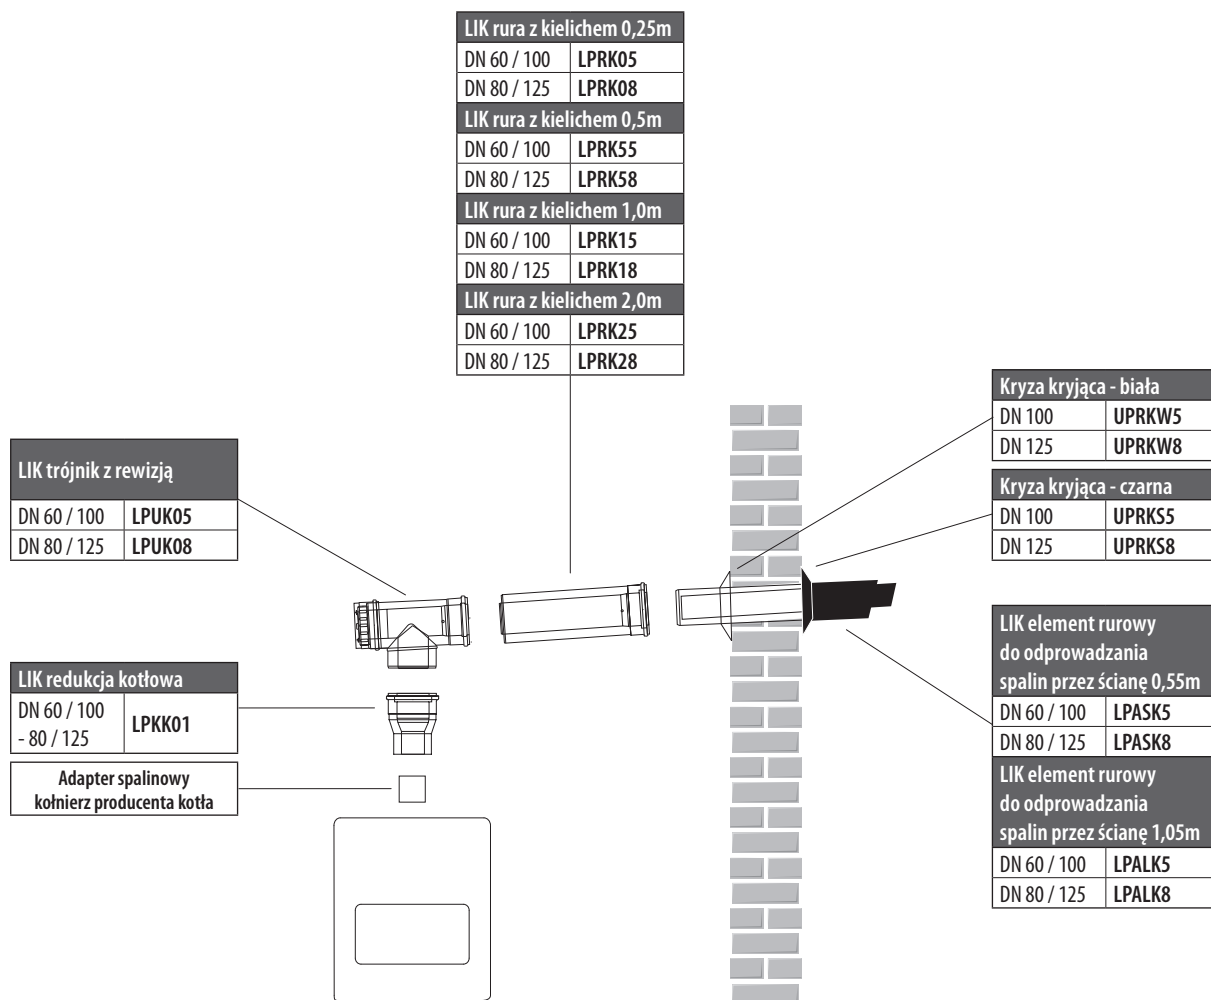 LIK rura z kielichem 0,25m
DN 60 / 100 LPRK05
DN 80 / 125 LPRK08
LIK rura z kielichem 0,5m
DN 60 / 100 LPRK55
DN 80 / 125 LPRK58
LIK rura z kielichem 1,0m
DN 60 / 100 LPRK15
DN 80 / 125 LPRK18
LIK rura z kielichem 2,0m
DN 60 / 100 LPRK25
DN 80 / 125 LPRK28
Kryza kryjąca - biała
DN 100 UPRKW5
DN 125 UPRKW8
Kryza kryjąca - czarna
DN 100 UPRKS5
DN 125 UPRKS8
LIK trójnik z rewizją
DN 60 / 100 LPUK05
DN 80 / 125 LPUK08
LIK redukcja kotłowa
DN 60 / 100
- 80 / 125
LPKK01
Adapter spalinowy
kołnierz producenta kotła
LIK element rurowy
do odprowadzania
spalin przez ścianę 0,55m
DN 60 / 100 LPASK5
DN 80 / 125 LPASK8
LIK element rurowy
do odprowadzania
spalin przez ścianę 1,05m
DN 60 / 100 LPALK5
DN 80 / 125 LPALK8